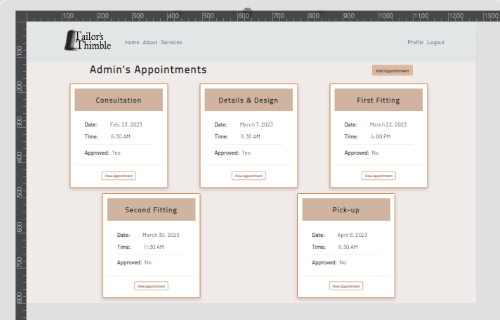 100 200 300 400 500 600 700 800 900 1000 1100 1200 1300
Tailor's
Thimble
Home About Services
Profile Logout
Admin's Appointments
Add Appointment
Consultation
Date: Feb. 23, 2023
Time: 8:30 AM
Approved: Yes
View Appointment
Details & Design
Date: March 7, 2023
Time: 8:30 AM
Approved: Yes
View Appointment
First Fitting
Date: March 22, 2023
Time: 4:00 PM
Approved: No
View Appointment
Second Fitting
Date: March 30, 2023
Time: 11:30 AM
Approved: No
View Appointment
Pick-up
Date: April 8, 2023
Time: 8:30 AM
Approved: No
View Appointment
100
200
300
400
500
600
700
800